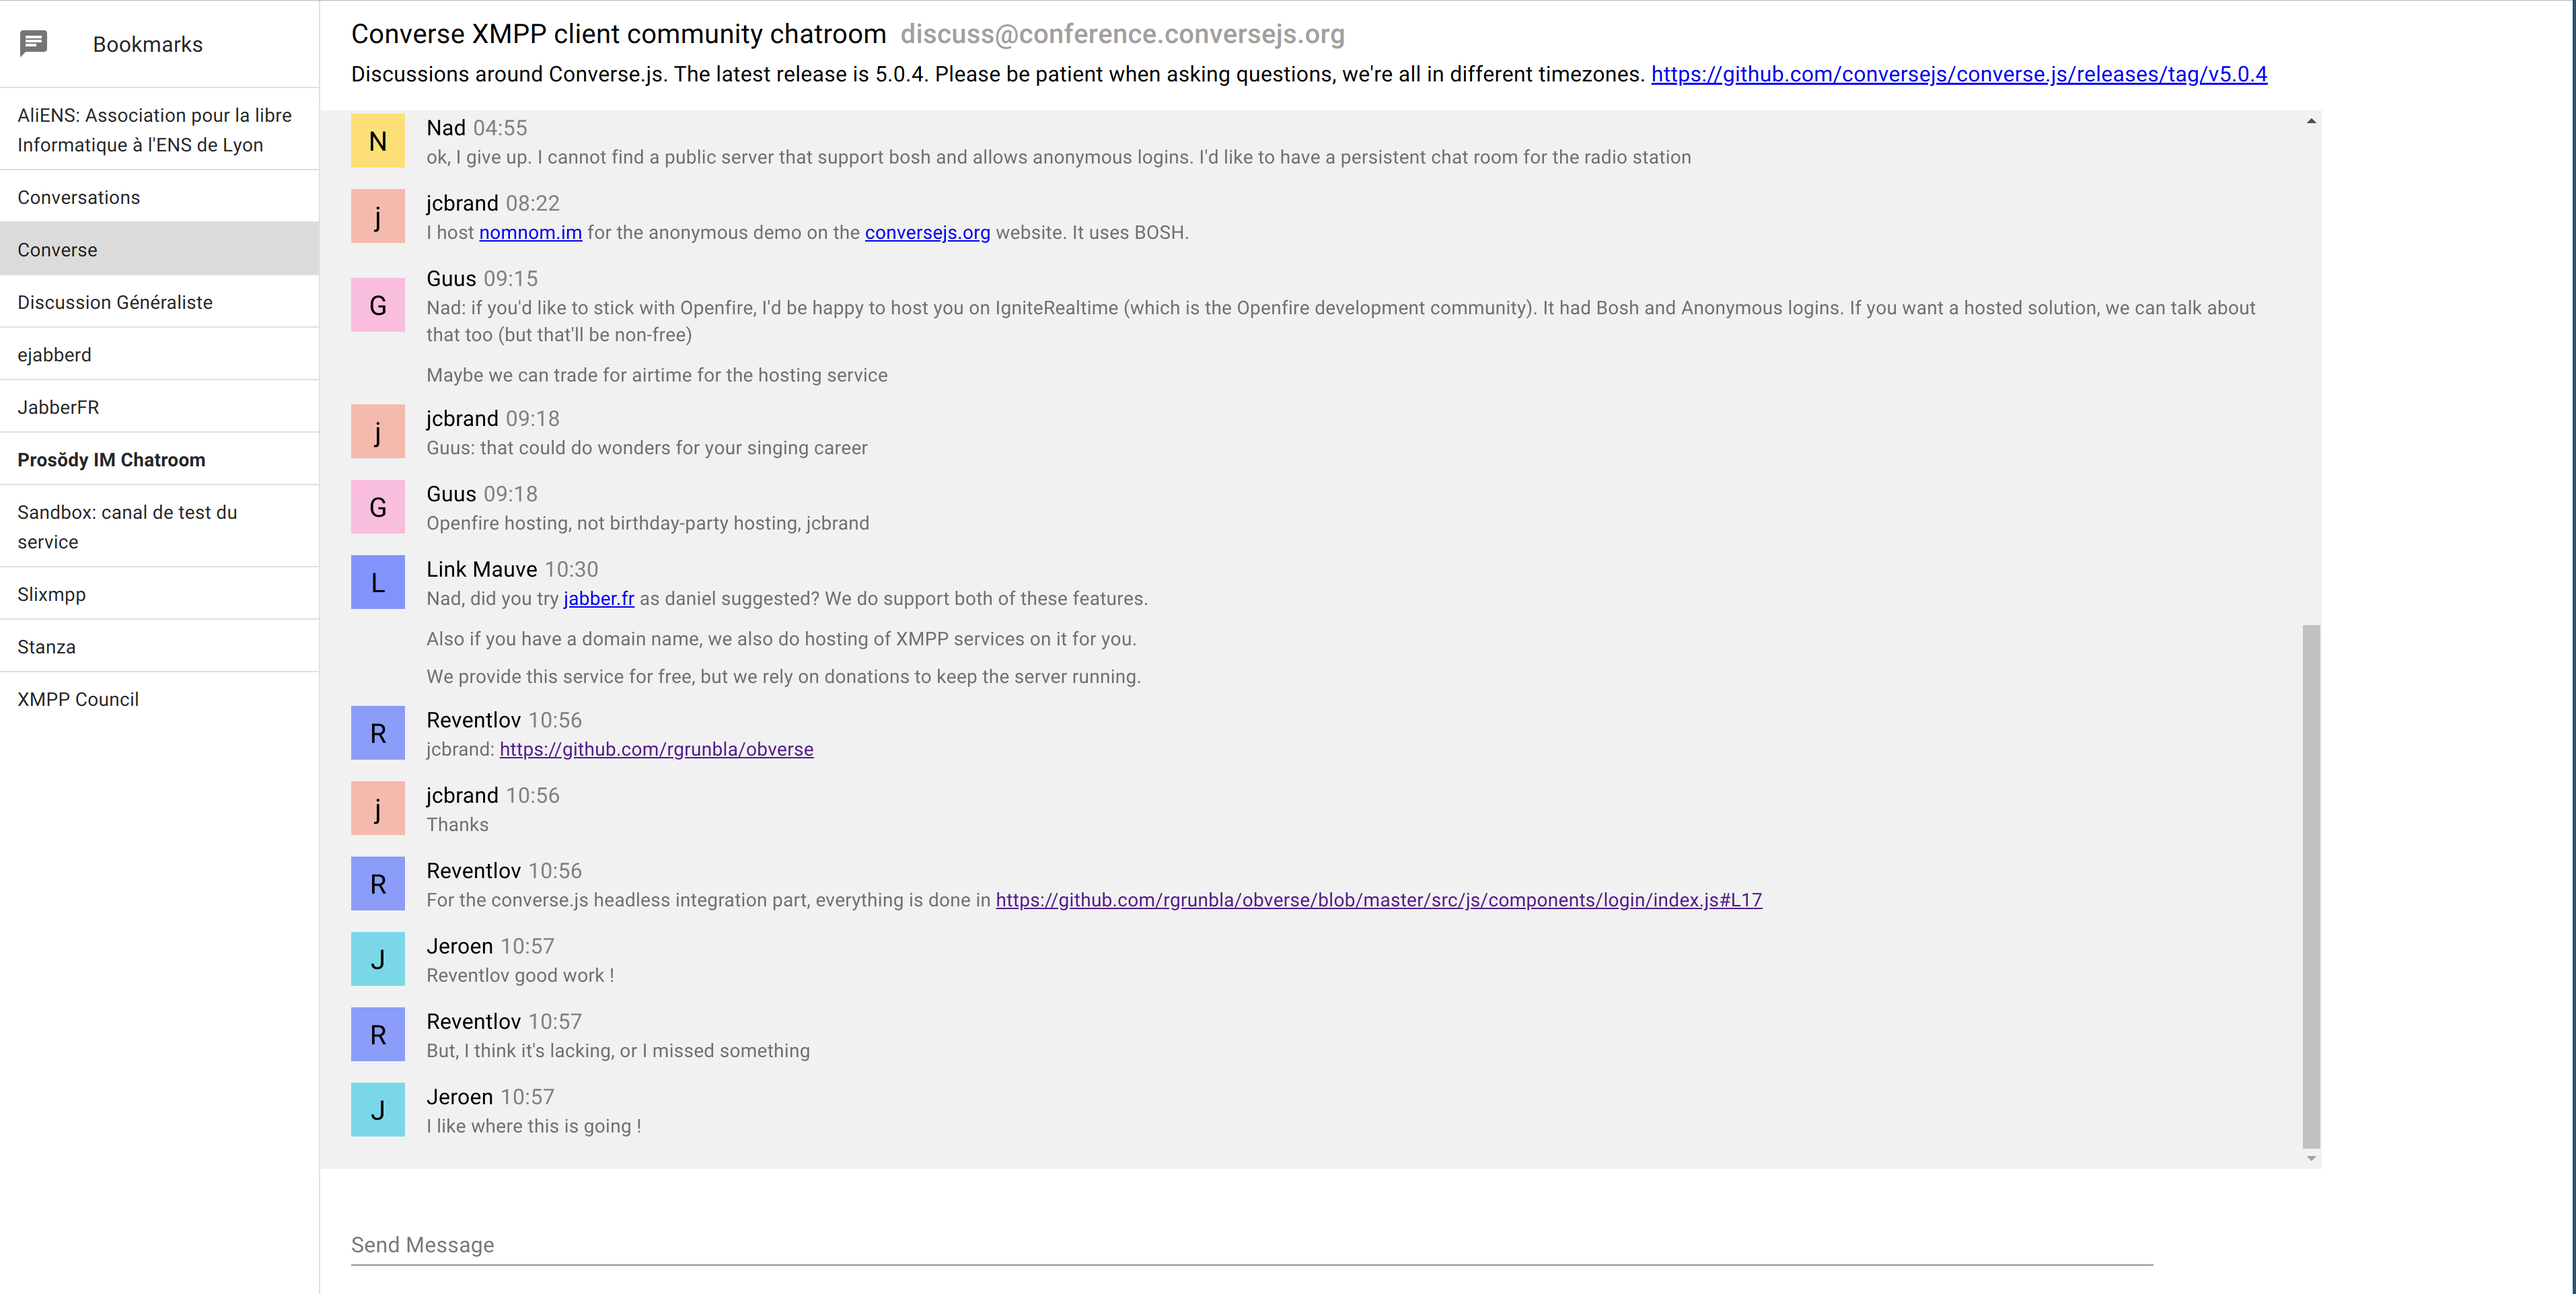 Bookmarks
AliENS: Association pour la libre
Informatique à l'ENS de Lyon
Conversations
Converse
Discussion Généraliste
ejabberd
JabberFR
Prosŏdy IM Chatroom
Sandbox: canal de test du
service
Slixmpp
Stanza
XMPP Council
Converse XMPP client community chatroom discuss@conference.conversejs.org
Discussions around Converse.js. The latest release is 5.0.4. Please be patient when asking questions, we're all in different timezones. https://github.com/conversejs/converse.js/releases/tag/v5.0.4
N
Nad 04:55
ok, I give up. I cannot find a public server that support bosh and allows anonymous logins. I'd like to have a persistent chat room for the radio station
j
jcbrand 08:22
I host nomnom.im for the anonymous demo on the conversejs.org website. It uses BOSH.
G
Guus 09:15
Nad: if you'd like to stick with Openfire, I'd be happy to host you on IgniteRealtime (which is the Openfire development community). It had Bosh and Anonymous logins. If you want a hosted solution, we can talk about
that too (but that'll be non-free)
Maybe we can trade for airtime for the hosting service
j
jcbrand 09:18
Guus: that could do wonders for your singing career
G
Guus 09:18
Openfire hosting, not birthday-party hosting, jcbrand
L
Link Mauve 10:30
Nad, did you try jabber.fr as daniel suggested? We do support both of these features.
Also if you have a domain name, we also do hosting of XMPP services on it for you.
We provide this service for free, but we rely on donations to keep the server running.
R
Reventlov 10:56
jcbrand: https://github.com/rgrunbla/obverse
j
jcbrand 10:56
Thanks
R
Reventlov 10:56
For the converse.js headless integration part, everything is done in https://github.com/rgrunbla/obverse/blob/master/src/js/components/login/index.js#L17
J
Jeroen 10:57
Reventlov good work !
R
Reventlov 10:57
But, I think it's lacking, or I missed something
J
Jeroen 10:57
I like where this is going !
Send Message